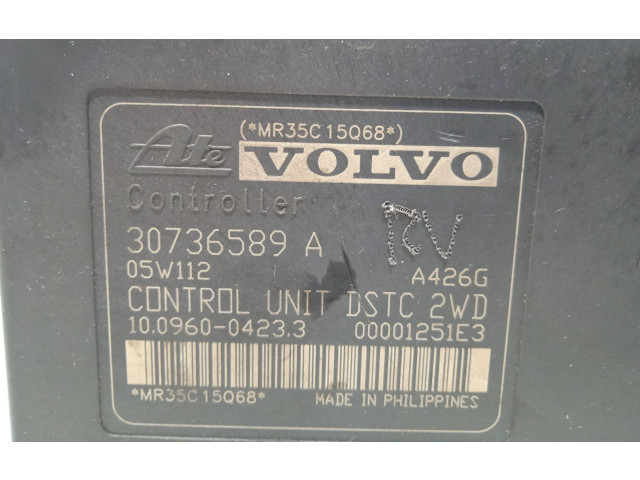 (*MR35C15Q68*)
Ate VOLVO
Controller
30736589 A
RV
05W112 A426G
CONTROL UNIT DSTC 2WD
10.0960-0423.3 00001251E3
*MR35C15Q68* MADE IN PHILIPPINES